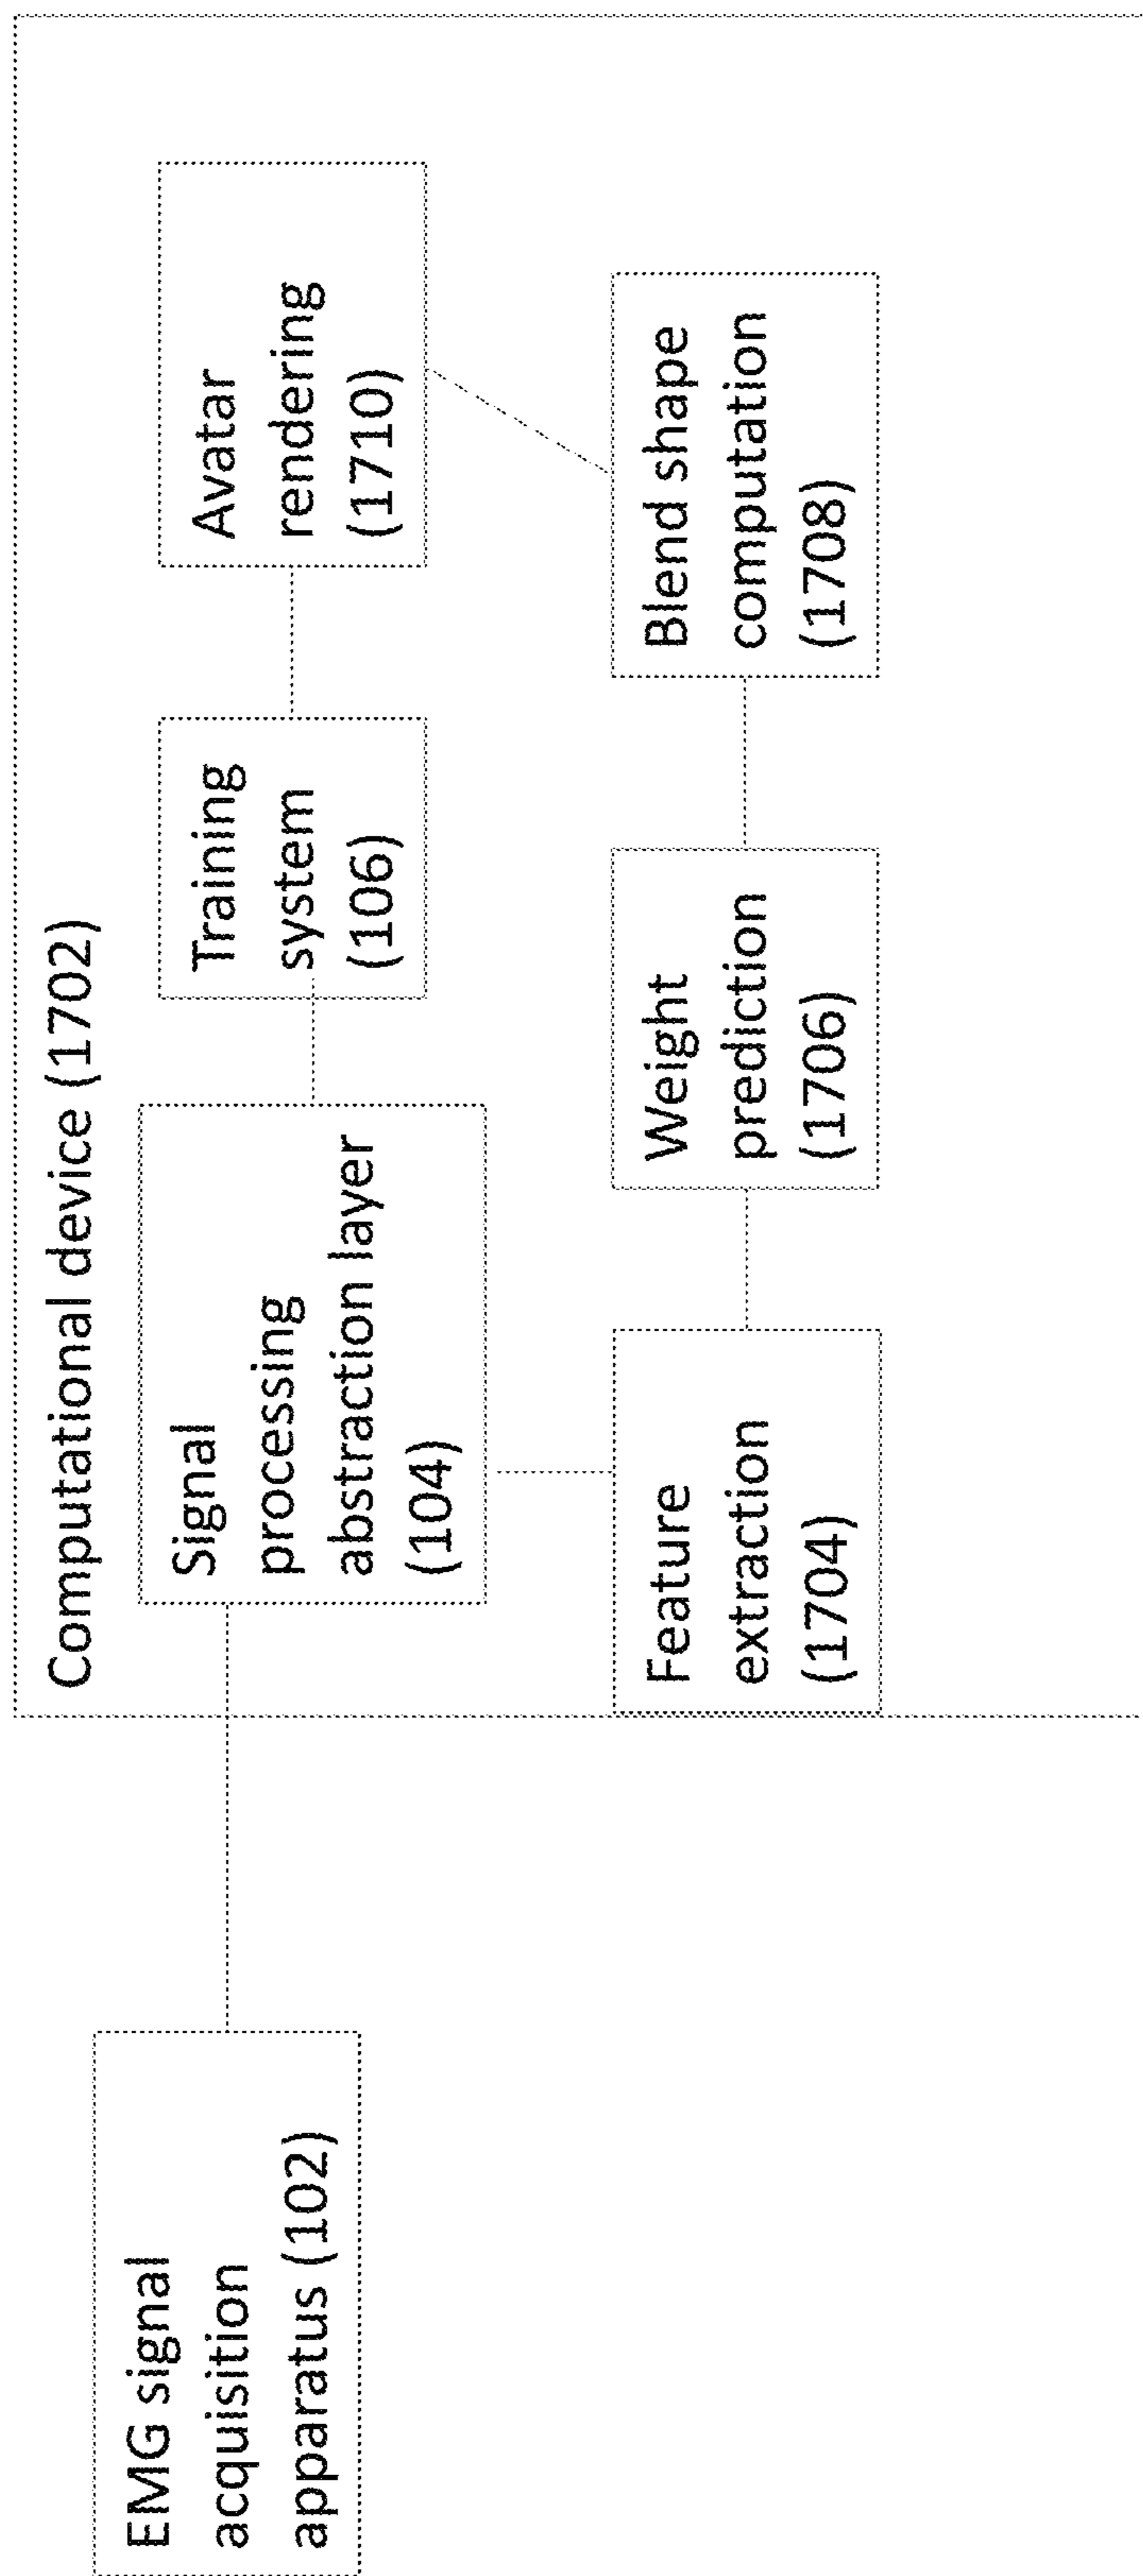 EMG signal
acquisition
apparatus (102)
Computational device (1702)
Signal
processing
abstraction layer
(104)
Training
system
(106)
Avatar
rendering
(1710)
Feature
extraction
(1704)
Weight
prediction
(1706)
Blend shape
computation
(1708)